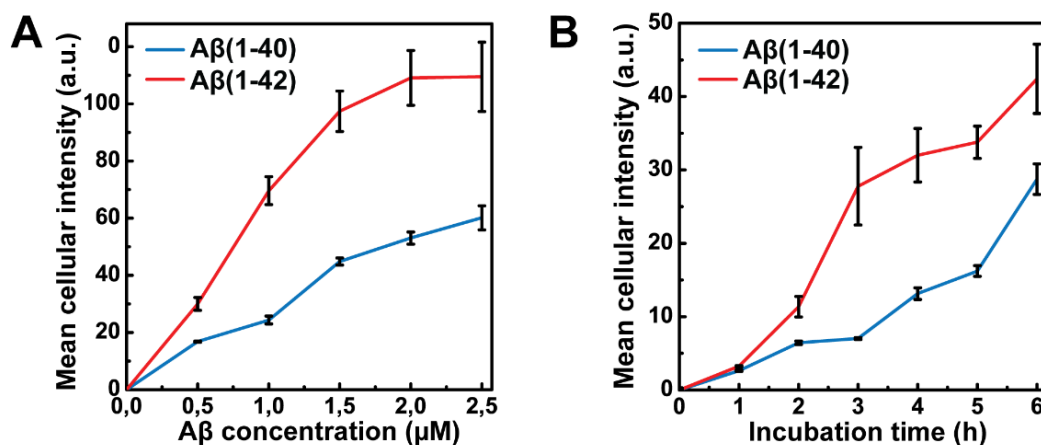 A
Mean cellular intensity (a.u.)
0
100
80
60
40
20
0
Aβ(1-40)
Aβ(1-42)
0,0 0,5 1,0 1,5 2,0 2,5
Aβ concentration (μM)
B
Mean cellular intensity (a.u.)
50
40
30
20
10
0
Aβ(1-40)
Aβ(1-42)
0 1 2 3 4 5 6
Incubation time (h)